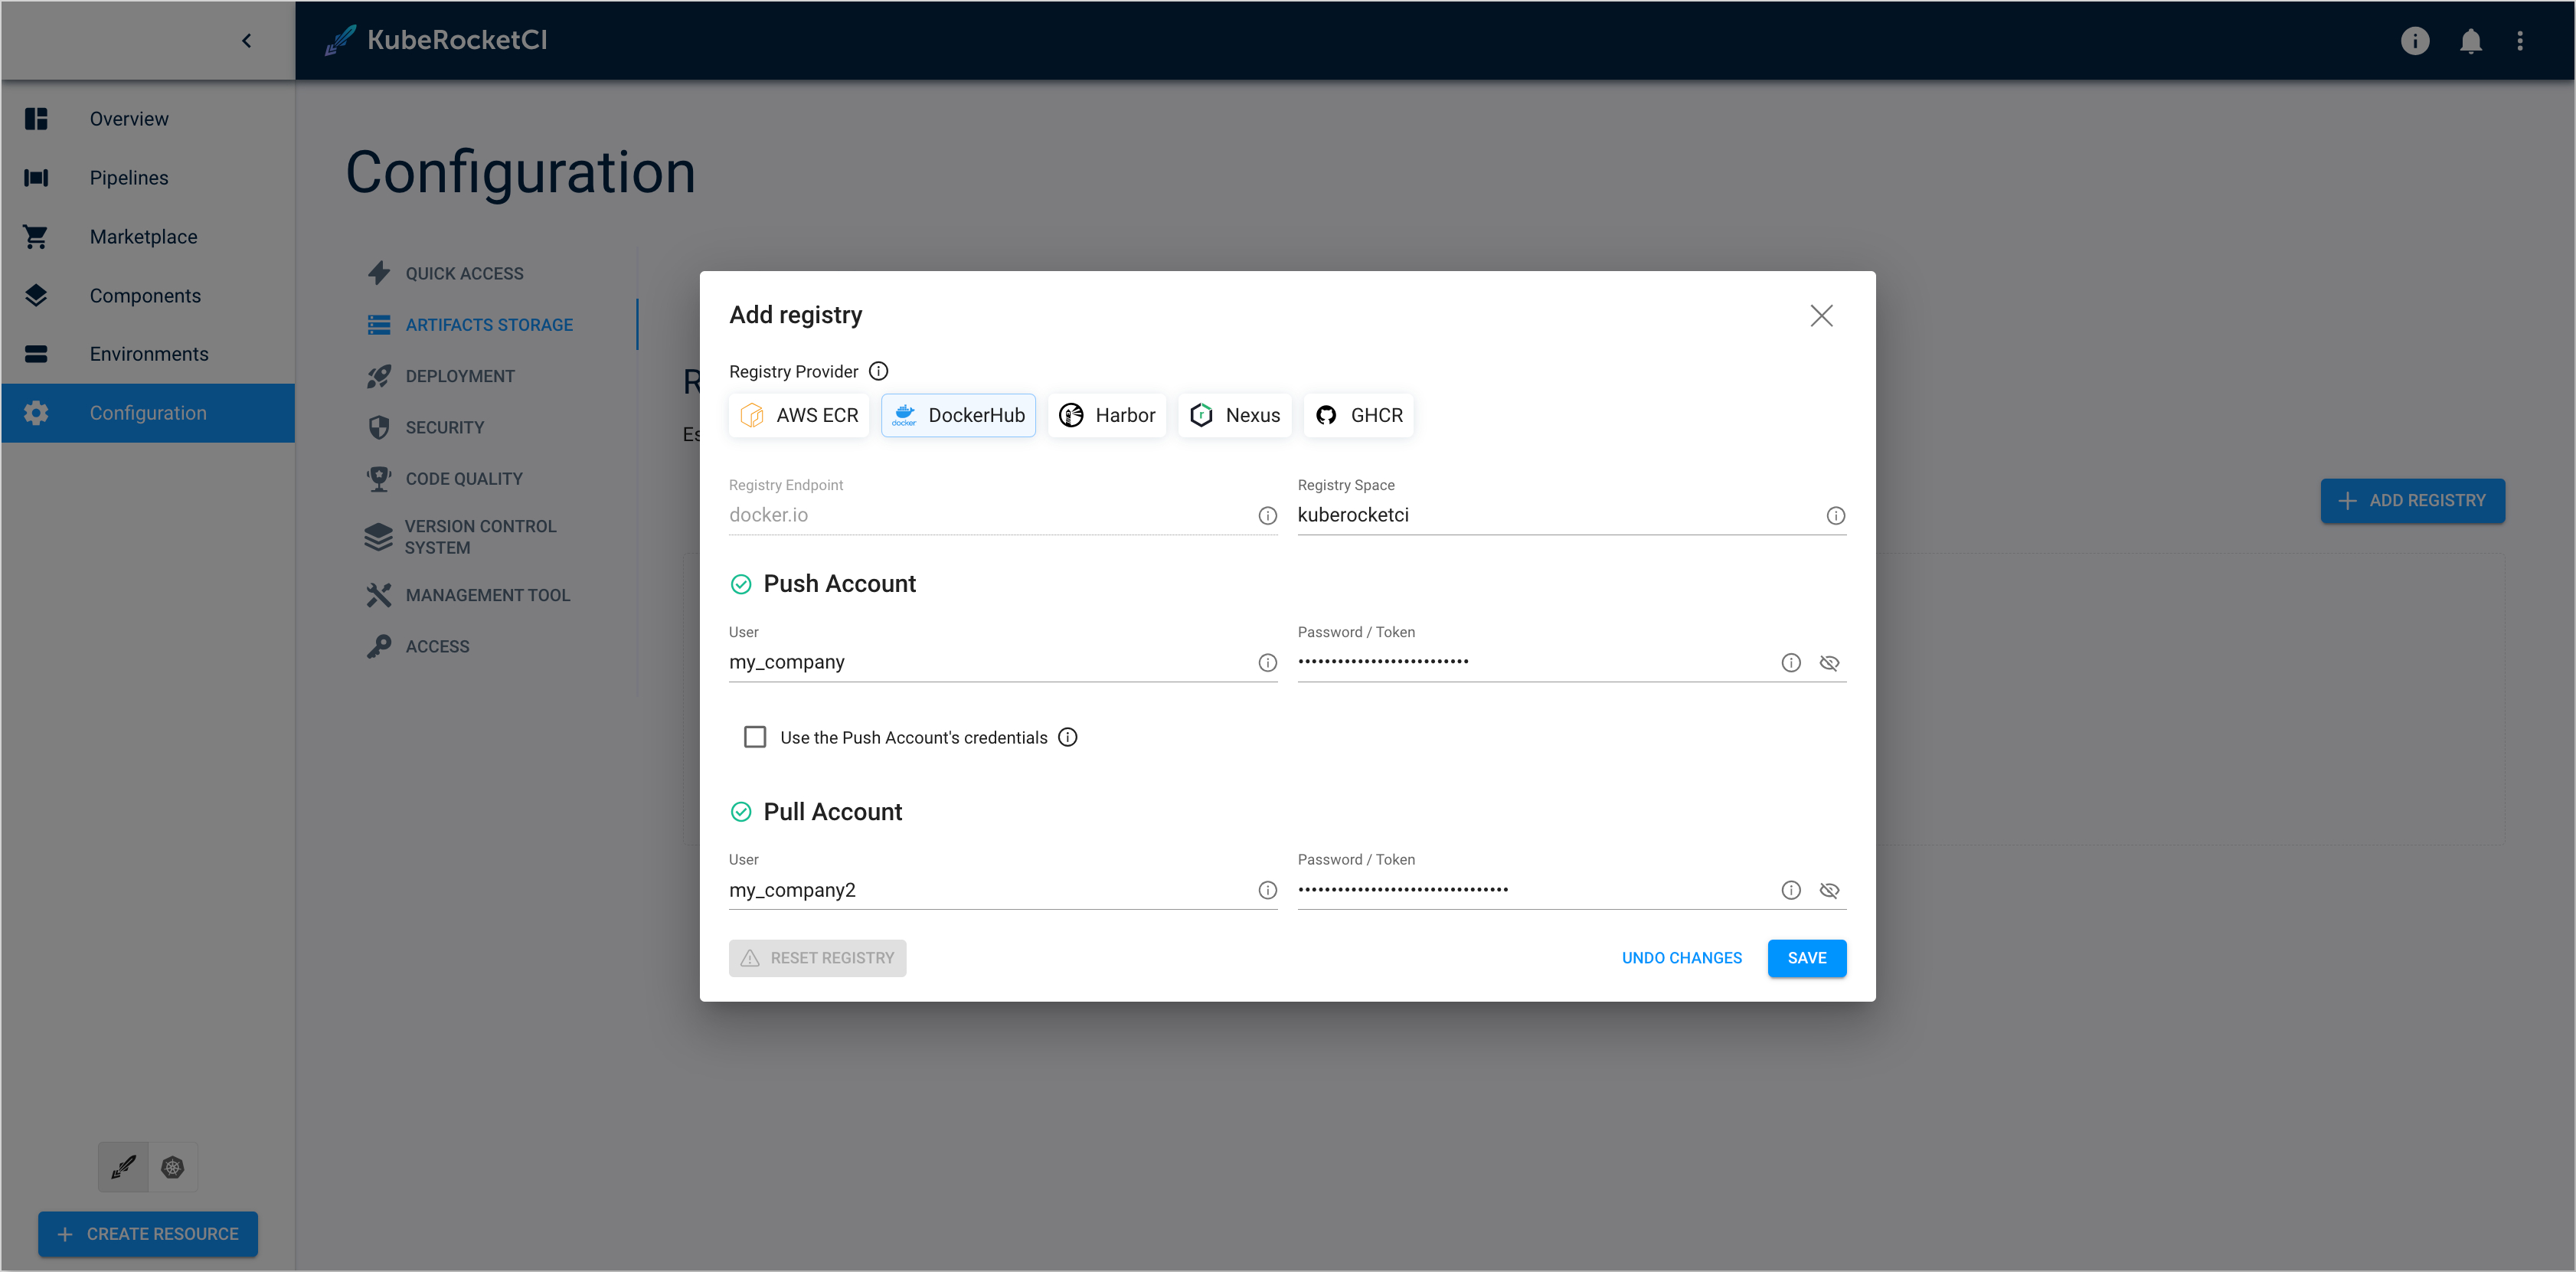 KubeRocketCI
Overview
Pipelines
Marketplace
Components
Environments
Configuration
CREATE RESOURCE
Configuration
QUICK ACCESS
ARTIFACTS STORAGE
DEPLOYMENT
SECURITY
CODE QUALITY
VERSION CONTROL
SYSTEM
MANAGEMENT TOOL
ACCESS
R
Es
ADD REGISTRY
Add registry
Registry Provider
AWS ECR
docker
DockerHub
Harbor
Nexus
GHCR
Registry Endpoint
docker.io
Registry Space
kuberocketci
Push Account
User
my_company
Password / Token
••••••••••••••••••••••••••
Use the Push Account's credentials
Pull Account
User
my_company2
Password / Token
••••••••••••••••••••••••••••••••
RESET REGISTRY
UNDO CHANGES
SAVE